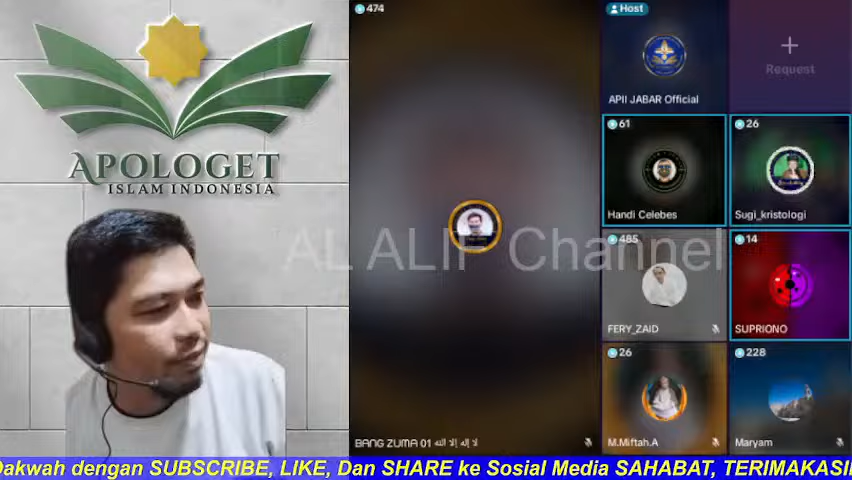 APOLOGET
ISLAM INDONESIA
AL ALIF Channel
474
BANG ZUMA 01 لا إله إلا الله
Host
APII JABAR Official
Request
61
Handi Celebes
26
Sugi_kristologi
485
FERY_ZAID
14
SUPRIONO
26
M.Miftah.A
228
Maryam
Dakwah dengan SUBSCRIBE, LIKE, Dan SHARE ke Sosial Media SAHABAT, TERIMAKASI